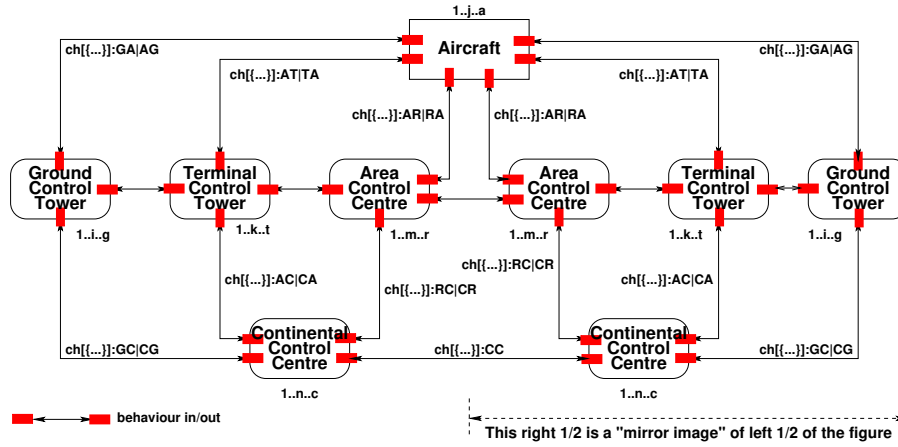 1..j..a
Aircraft
ch[{...}]:GA|AG
ch[{...}]:GA|AG
ch[{...}]:AT|TA
ch[{...}]:AT|TA
ch[{...}]:AR|RA
ch[{...}]:AR|RA
Ground
Control
Tower
Terminal
Control
Tower
Area
Control
Centre
Area
Control
Centre
Terminal
Control
Tower
Ground
Control
Tower
1..i..g
1..k..t
1..m..r
1..m..r
1..k..t
1..i..g
ch[{...}]:AC|CA
ch[{...}]:RC|CR
ch[{...}]:RC|CR
ch[{...}]:AC|CA
Continental
Control
Centre
Continental
Control
Centre
ch[{...}]:GC|CG
ch[{...}]:CC
ch[{...}]:GC|CG
1..n..c
1..n..c
behaviour in/out
This right 1/2 is a "mirror image" of left 1/2 of the figure